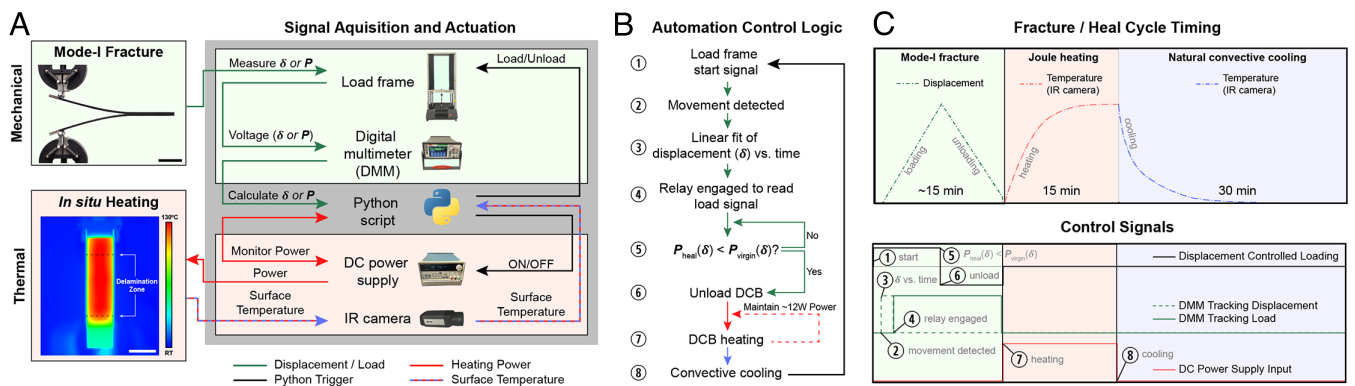 A
Signal Aquisition and Actuation
Mechanical
Mode-I Fracture
Measure δ or P
Load frame
Load/Unload
Voltage (δ or P)
Digital
multimeter
(DMM)
Calculate δ or P
Python
script
Thermal
In situ Heating
130ºC
Delamination
Zone
RT
Monitor Power
Power
DC power
supply
ON/OFF
Surface
Temperature
IR camera
Surface
Temperature
Displacement / Load
Python Trigger
Heating Power
Surface Temperature
B
Automation Control Logic
1 Load frame
start signal
2 Movement detected
3 Linear fit of
displacement (δ) vs. time
4 Relay engaged to read
load signal
No
5 Pheal(δ) < Pvirgin(δ)?
Yes
6 Unload DCB
Maintain ~12W Power
7 DCB heating
8 Convective cooling
C
Fracture / Heal Cycle Timing
Mode-I fracture
Displacement
loading
unloading
~15 min
Joule heating
Temperature
(IR camera)
heating
15 min
Natural convective cooling
Temperature
(IR camera)
cooling
30 min
Control Signals
1 start
5 Pheal(δ) < Pvirgin(δ)
Displacement Controlled Loading
3 δ vs. time
6 unload
DMM Tracking Displacement
DMM Tracking Load
4 relay engaged
2 movement detected
7 heating
8 cooling
DC Power Supply Input